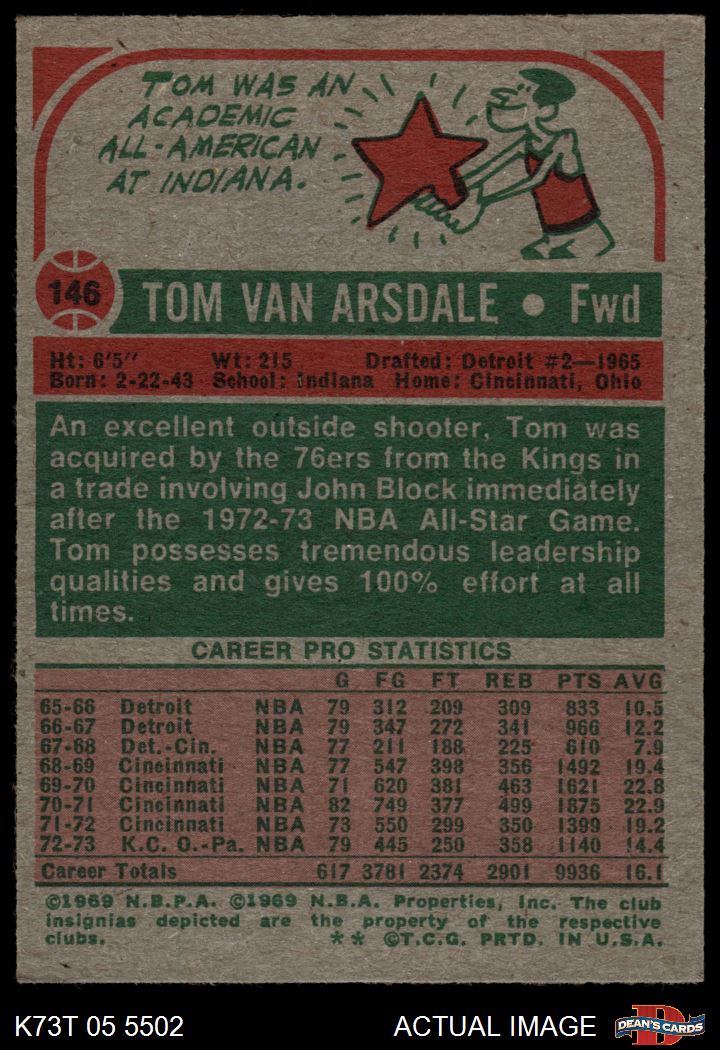 TOM WAS AN
ACADEMIC
ALL-AMERICAN
AT INDIANA.
146
TOM VAN ARSDALE • Fwd
Ht: 6'5" Wt: 215 Drafted: Detroit #2—1965
Born: 2-22-43 School: Indiana Home: Cincinnati, Ohio
An excellent outside shooter, Tom was
acquired by the 76ers from the Kings in
a trade involving John Block immediately
after the 1972-73 NBA All-Star Game.
Tom possesses tremendous leadership
qualities and gives 100% effort at all
times.
CAREER PRO STATISTICS
G FG FT REB PTS AVG
65-66 Detroit NBA 79 312 209 309 833 10.5
66-67 Detroit NBA 79 347 272 341 966 12.2
67-68 Det.-Cin. NBA 77 211 188 225 610 7.9
68-69 Cincinnati NBA 77 547 398 356 1492 19.4
69-70 Cincinnati NBA 71 620 381 463 1621 22.8
70-71 Cincinnati NBA 82 749 377 499 1875 22.9
71-72 Cincinnati NBA 73 550 299 350 1399 19.2
72-73 K.C. O.-Pa. NBA 79 445 250 358 1140 14.4
Career Totals 617 3781 2374 2901 9936 16.1
©1969 N.B.P.A. ©1969 N.B.A. Properties, Inc. The club
insignias depicted are the property of the respective
clubs. ** ©T.C.G. PRTD. IN U.S.A.
K73T 05 5502 ACTUAL IMAGE DEAN'S CARDS